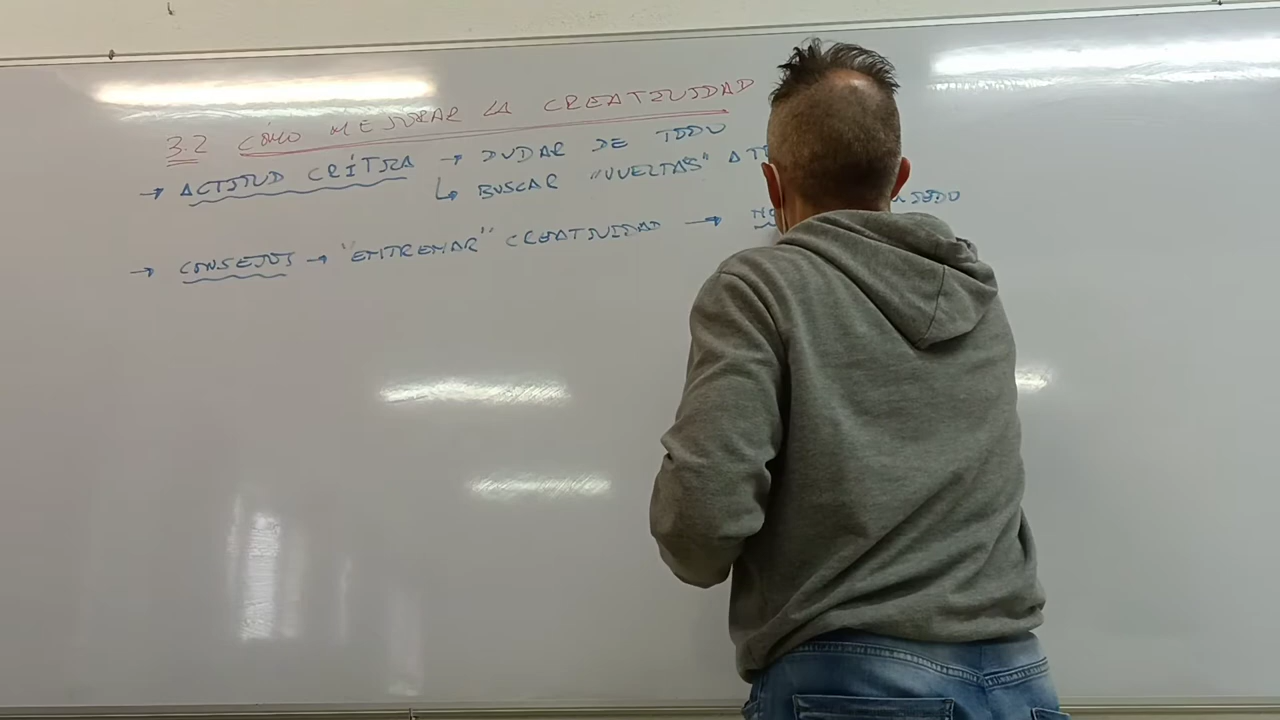 3.2 CÓMO MEJORAR LA CREATIVIDAD
→ ACTITUD CRÍTICA → DUDAR DE TODO
↳ BUSCAR "VUELTAS" A
→ CONSEJOS → "ENTRENAR" CREATIVIDAD →